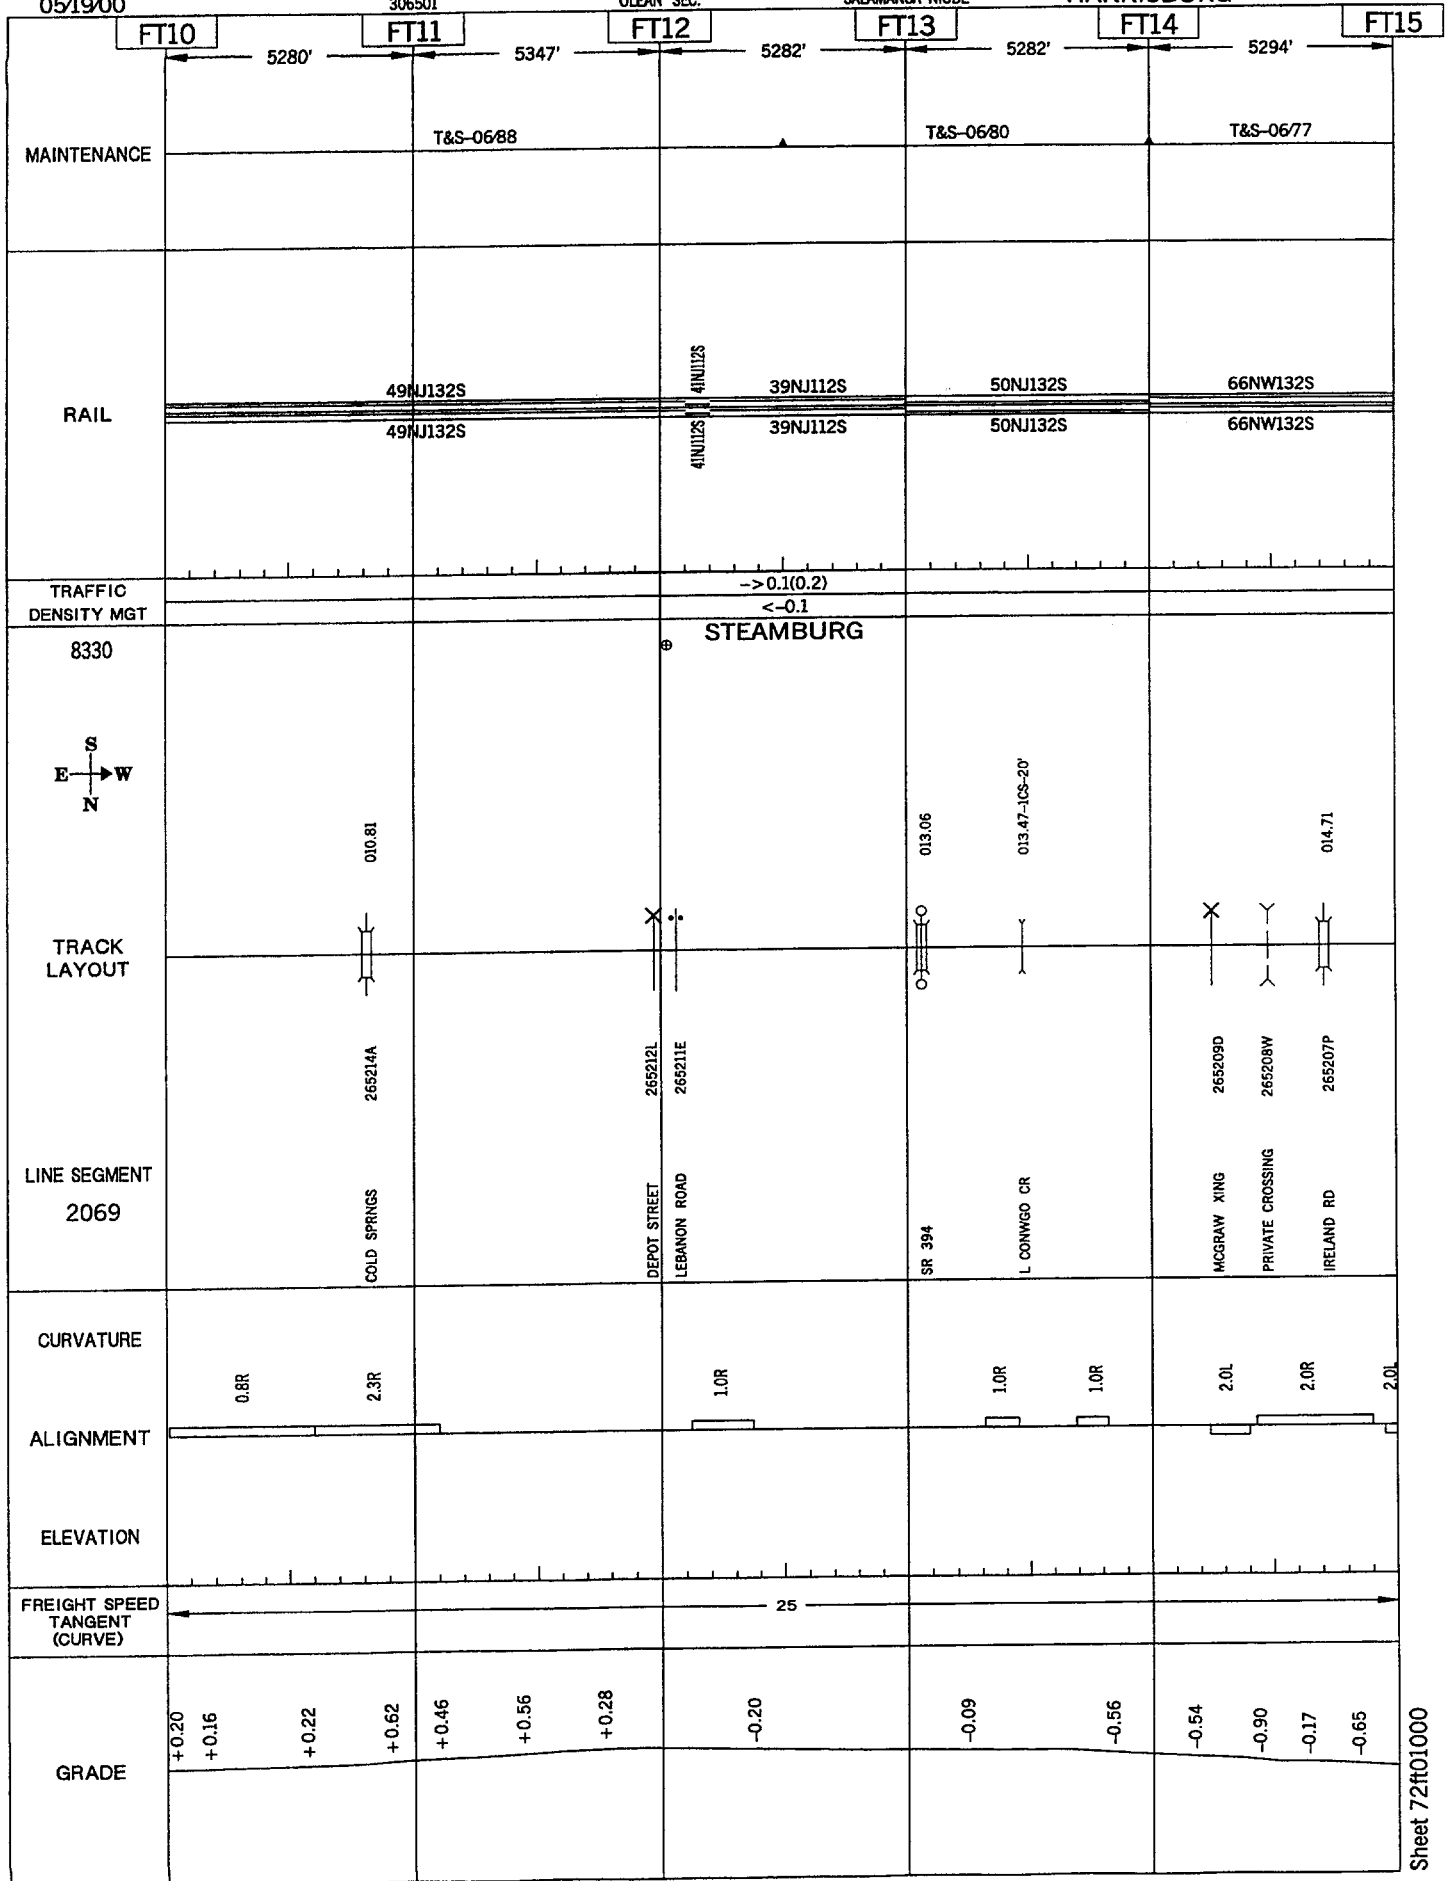 05/19/00
306501
OLEAN SEC.
SALAMANCA N/UDE
HARRISBURG
FT10 FT11 FT12 FT13 FT14 FT15
5280' 5347' 5282' 5282' 5294'
MAINTENANCE
T&S-06/88 T&S-06/80 T&S-06/77
RAIL
49NJ132S 41NJ112S 39NJ112S 50NJ132S 66NW132S
49NJ132S 41NJ112S 39NJ112S 50NJ132S 66NW132S
TRAFFIC
DENSITY MGT
->0.1(0.2)
<-0.1
8330
STEAMBURG
S
E W
N
010.81 013.06 013.47-1CS-20' 014.71
TRACK
LAYOUT
265214A 265212L 265211E 265209D 265208W 265207P
LINE SEGMENT
2069
COLD SPRNGS
DEPOT STREET
LEBANON ROAD
SR 394
L CONWGO CR
MCGRAW XING
PRIVATE CROSSING
IRELAND RD
CURVATURE
0.8R 2.3R 1.0R 1.0R 1.0R 2.0L 2.0R 2.0L
ALIGNMENT
ELEVATION
FREIGHT SPEED
TANGENT
(CURVE)
25
GRADE
+0.20 +0.16 +0.22 +0.62 +0.46 +0.56 +0.28 -0.20 -0.09 -0.56 -0.54 -0.90 -0.17 -0.65
Sheet 72ft01000